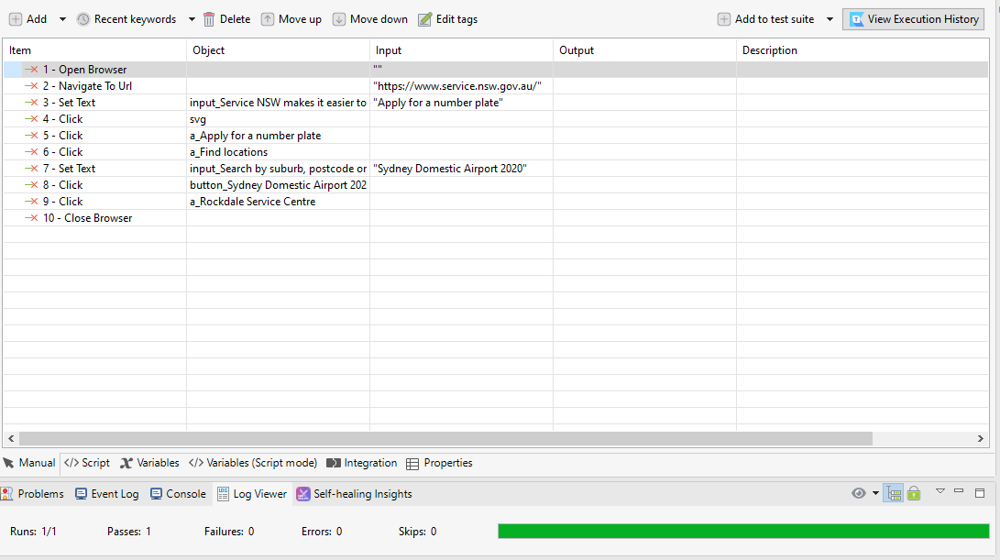 Add Recent keywords Delete Move up Move down Edit tags Add to test suite View Execution History
Item Object Input Output Description
1 - Open Browser ""
2 - Navigate To Url "https://www.service.nsw.gov.au/"
3 - Set Text input_Service NSW makes it easier to "Apply for a number plate"
4 - Click svg
5 - Click a_Apply for a number plate
6 - Click a_Find locations
7 - Set Text input_Search by suburb, postcode or "Sydney Domestic Airport 2020"
8 - Click button_Sydney Domestic Airport 202
9 - Click a_Rockdale Service Centre
10 - Close Browser
Manual </> Script Variables </> Variables (Script mode) Integration Properties
Problems Event Log Console Log Viewer Self-healing Insights
Runs: 1/1 Passes: 1 Failures: 0 Errors: 0 Skips: 0